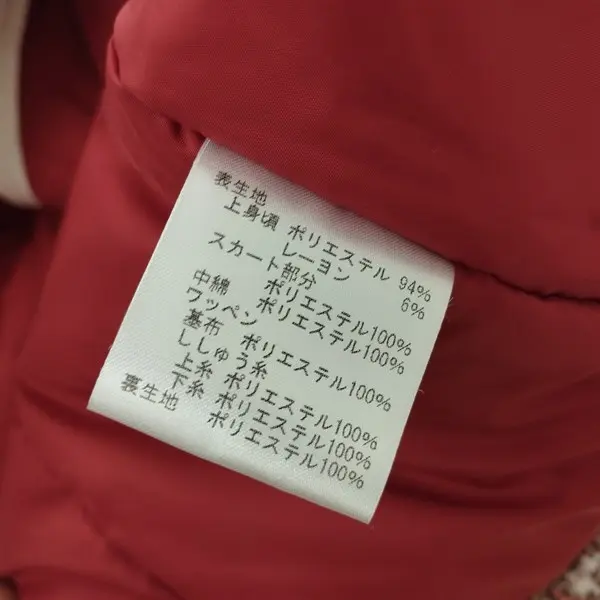 表生地
上身頃 ポリエステル 94%
レーヨン 6%
スカート部分
ポリエステル100%
中綿 ポリエステル100%
ワッペン
基布 ポリエステル100%
ししゅう糸
上糸 ポリエステル100%
下糸 ポリエステル100%
裏生地 ポリエステル100%